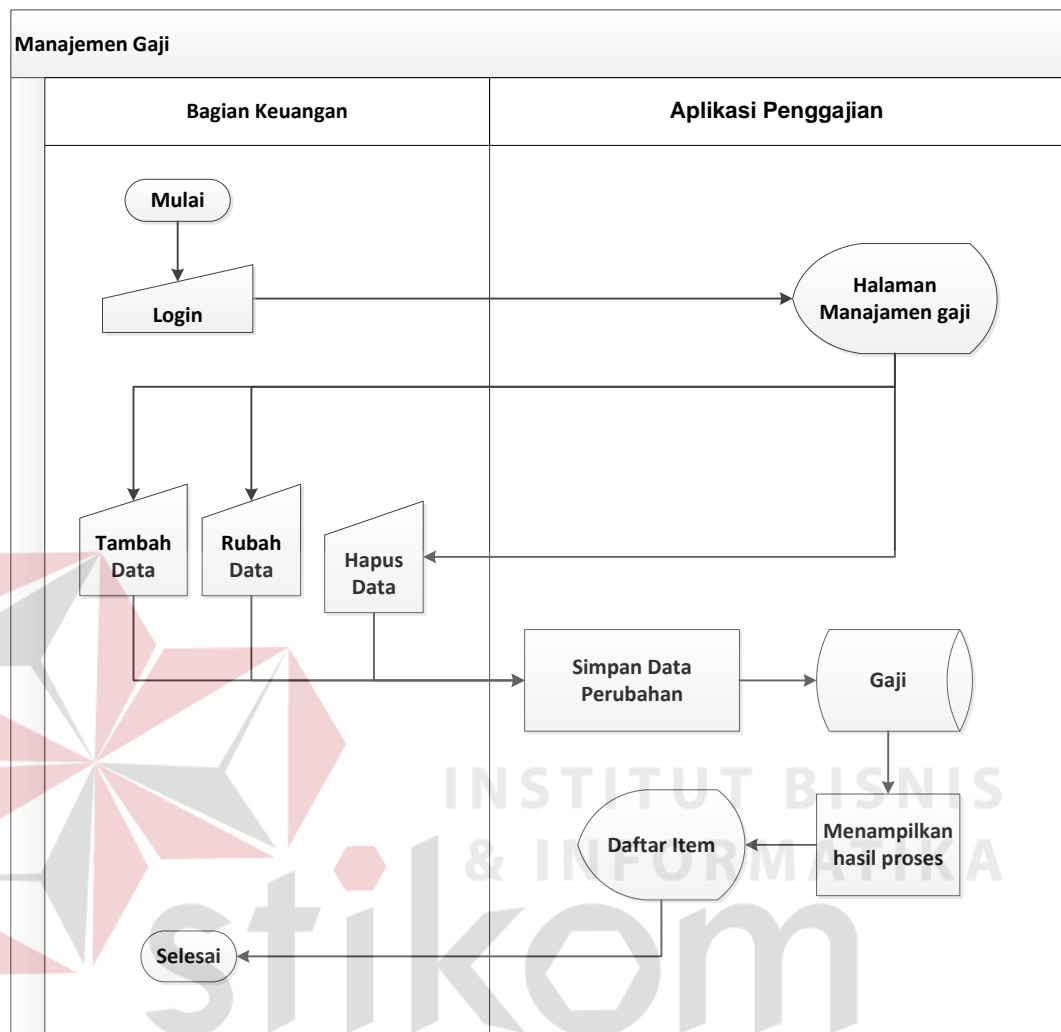 Manajemen Gaji
Bagian Keuangan
Aplikasi Penggajian
Mulai
Login
Halaman
Manajamen gaji
Tambah
Data
Rubah
Data
Hapus
Data
Simpan Data
Perubahan
Gaji
Menampilkan
hasil proses
Daftar Item
Selesai
INSTITUT BISNIS
& INFORMATIKA
stikom